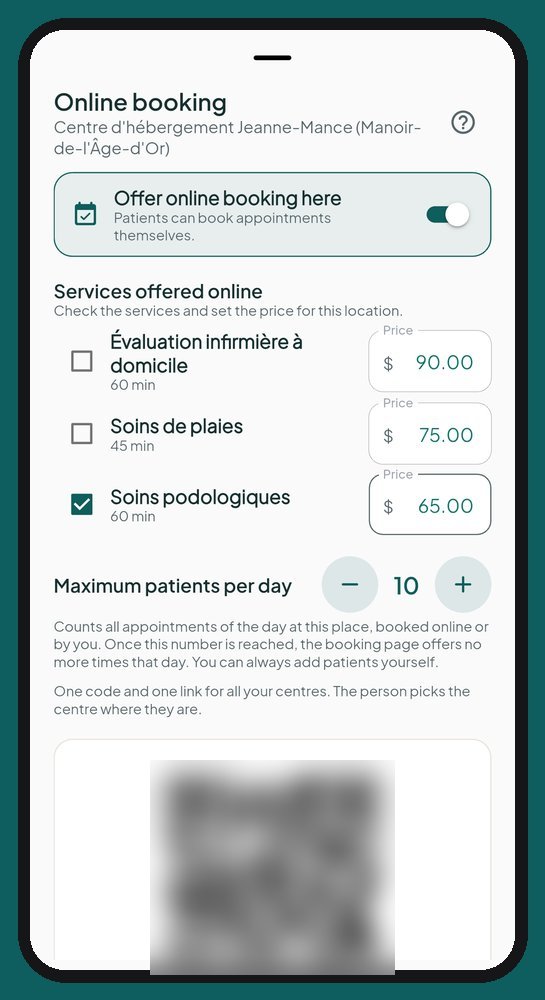 Online booking
Centre d'hébergement Jeanne-Mance (Manoir-
de-l'Âge-d'Or)
Offer online booking here
Patients can book appointments
themselves.
Services offered online
Check the services and set the price for this location.
Évaluation infirmière à
domicile
60 min
Price
$ 90.00
Soins de plaies
45 min
Price
$ 75.00
Soins podologiques
60 min
Price
$ 65.00
Maximum patients per day
10
Counts all appointments of the day at this place, booked online or
by you. Once this number is reached, the booking page offers no
more times that day. You can always add patients yourself.
One code and one link for all your centres. The person picks the
centre where they are.